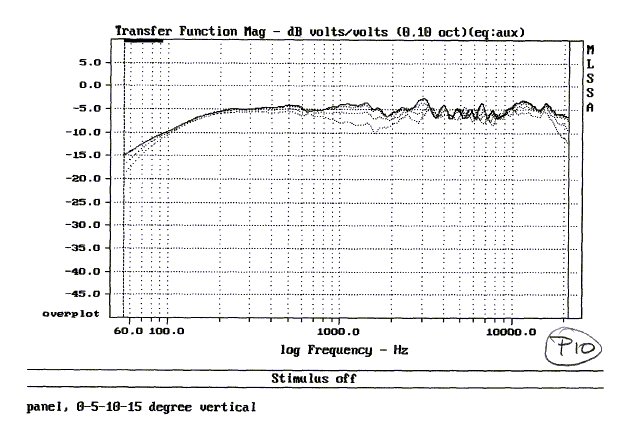 Transfer Function Mag - dB volts/volts (0.10 oct)(eq:aux)
MLSSA
5.0
0.0
-5.0
-10.0
-15.0
-20.0
-25.0
-30.0
-35.0
-40.0
-45.0
overplot
60.0 100.0 1000.0 10000.0
log Frequency - Hz
P10
Stimulus off
panel, 0-5-10-15 degree vertical